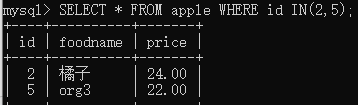 mysql> SELECT * FROM apple WHERE id IN(2,5);
+----+----------+-------+
| id | foodname | price |
+----+----------+-------+
| 2 | 橘子 | 24.00 |
| 5 | org3 | 22.00 |